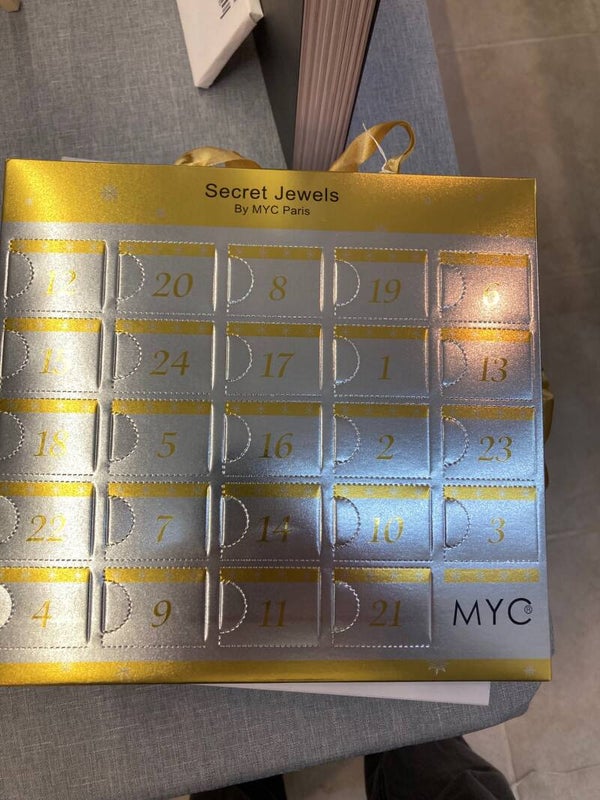 Secret Jewels
By MYC Paris
12 20 8 19 6
15 24 17 1 13
18 5 16 2 23
22 7 14 10 3
4 9 11 21 MYC®